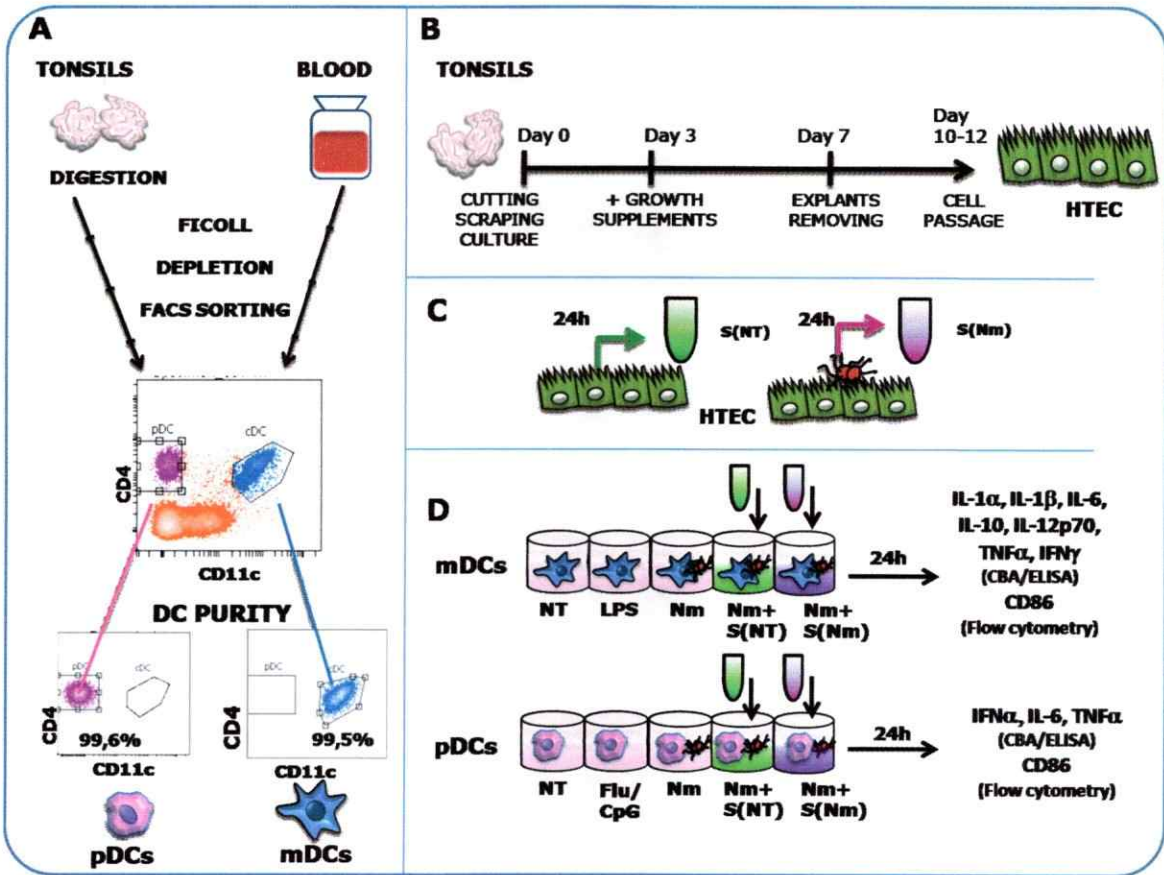 A
TONSILS
BLOOD
DIGESTION
FICOLL
DEPLETION
FACS SORTING
pDC
cDC
CD4
CD11c
DC PURITY
pDC
cDC
CD4
99,6%
CD11c
pDC
cDC
CD4
99,5%
CD11c
pDCs
mDCs
B
TONSILS
Day 0
Day 3
Day 7
Day
10-12
CUTTING
SCRAPING
CULTURE
+ GROWTH
SUPPLEMENTS
EXPLANTS
REMOVING
CELL
PASSAGE
HTEC
C
24h
S(NT)
24h
S(Nm)
HTEC
D
mDCs
NT
LPS
Nm
Nm+
S(NT)
Nm+
S(Nm)
24h
IL-1α, IL-1β, IL-6,
IL-10, IL-12p70,
TNFα, IFNγ
(CBA/ELISA)
CD86
(Flow cytometry)
pDCs
NT
Flu/
CpG
Nm
Nm+
S(NT)
Nm+
S(Nm)
24h
IFNα, IL-6, TNFα
(CBA/ELISA)
CD86
(Flow cytometry)